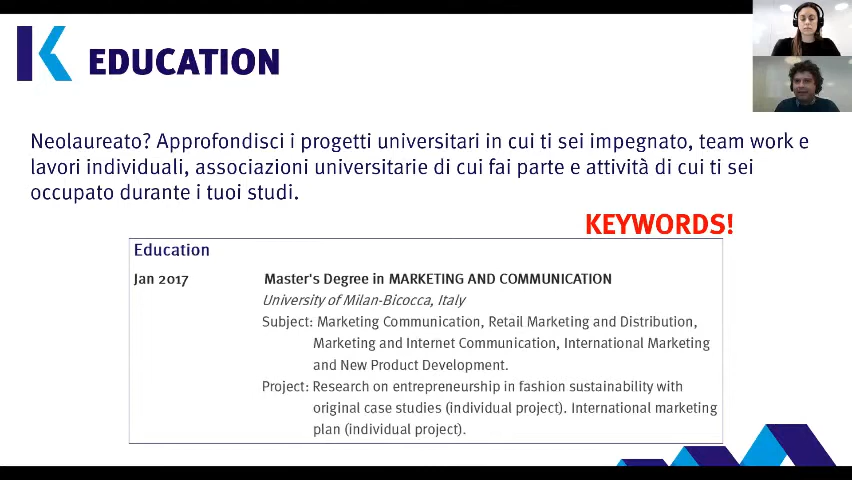 K EDUCATION
Neolaureato? Approfondisci i progetti universitari in cui ti sei impegnato, team work e
lavori individuali, associazioni universitarie di cui fai parte e attività di cui ti sei
occupato durante i tuoi studi.
KEYWORDS!
Education
Jan 2017 Master's Degree in MARKETING AND COMMUNICATION
University of Milan-Bicocca, Italy
Subject: Marketing Communication, Retail Marketing and Distribution,
Marketing and Internet Communication, International Marketing
and New Product Development.
Project: Research on entrepreneurship in fashion sustainability with
original case studies (individual project). International marketing
plan (individual project).